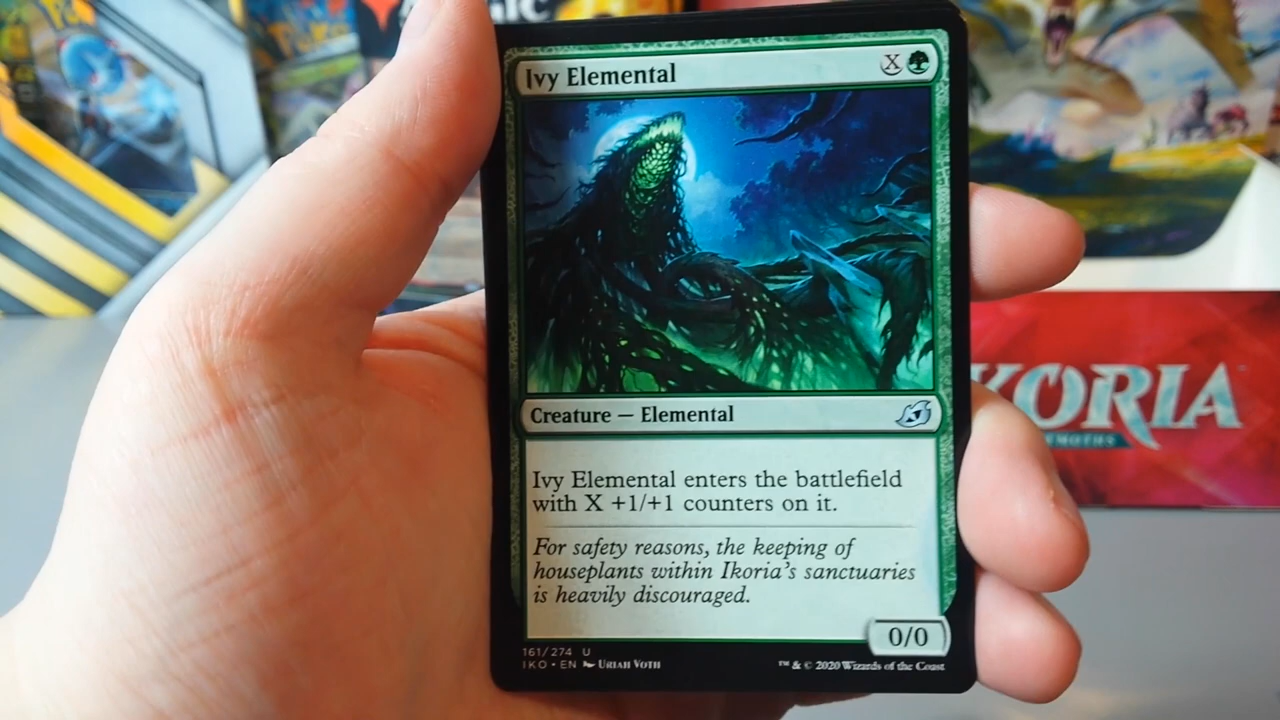 Ivy Elemental
X
Creature — Elemental
Ivy Elemental enters the battlefield
with X +1/+1 counters on it.
For safety reasons, the keeping of
houseplants within Ikoria's sanctuaries
is heavily discouraged.
0/0
161/274 U
IKO • EN Uriah Voth
™ & © 2020 Wizards of the Coast
KORIA